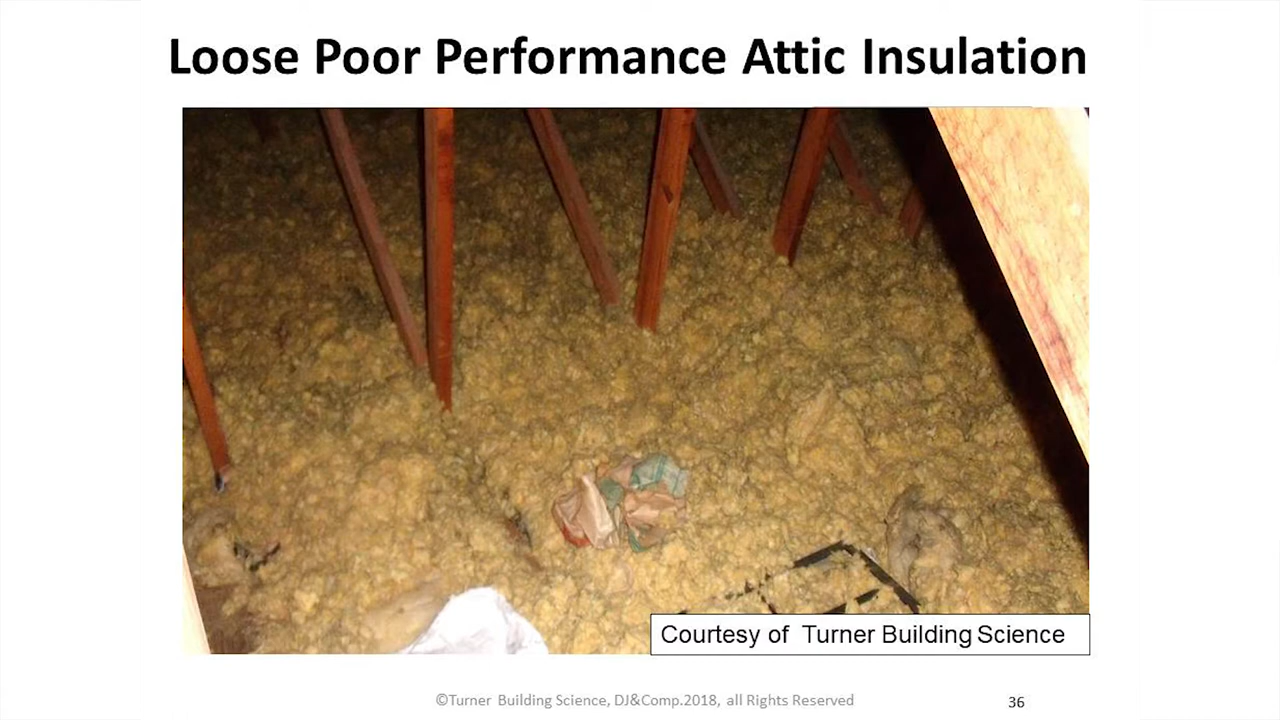 Loose Poor Performance Attic Insulation
Courtesy of Turner Building Science
©Turner Building Science, DJ&Comp.2018, all Rights Reserved
36